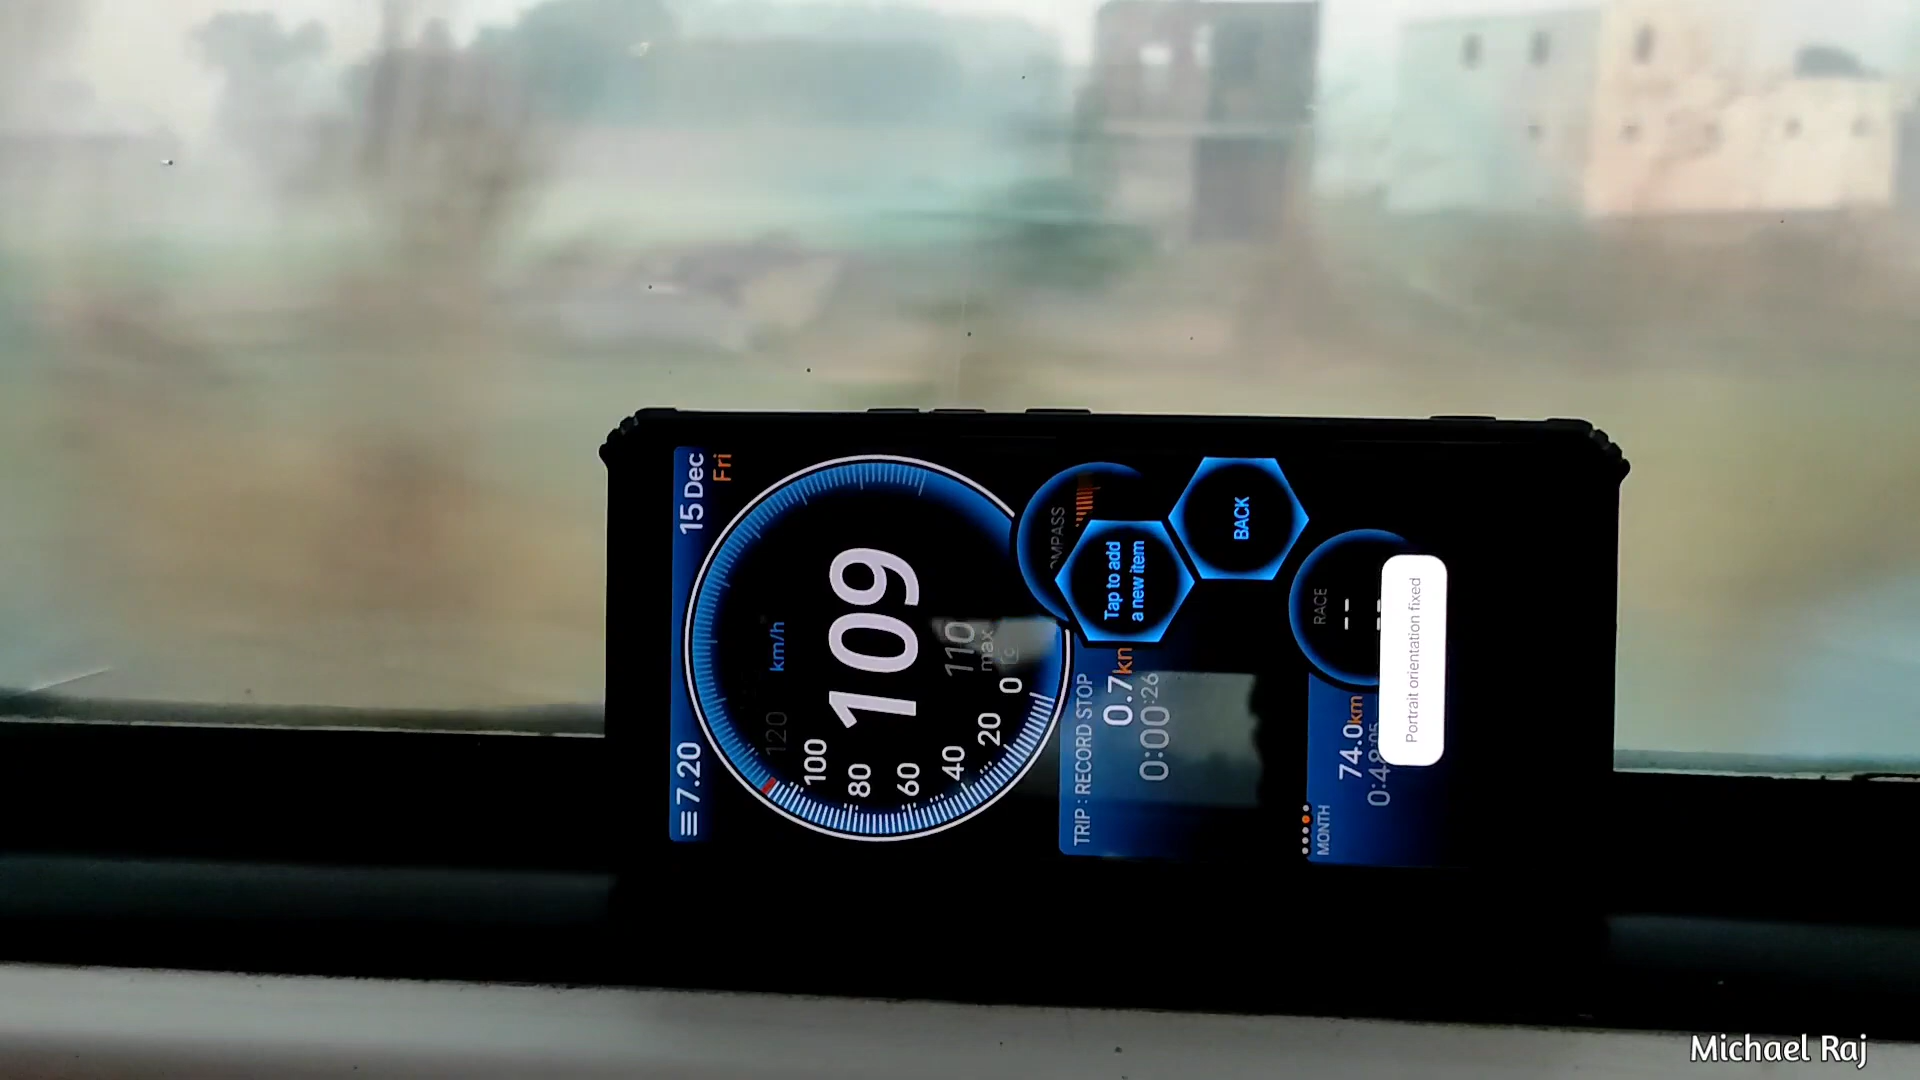 ≡ 7.20
15 Dec
Fri
km/h
109
110
max
120
100
80
60
40
20
0
TRIP : RECORD STOP
0.7
0:00:26
Tap to add
a new item
BACK
MONTH
74.0km
RACE
-- 
Portrait orientation fixed
Michael Raj